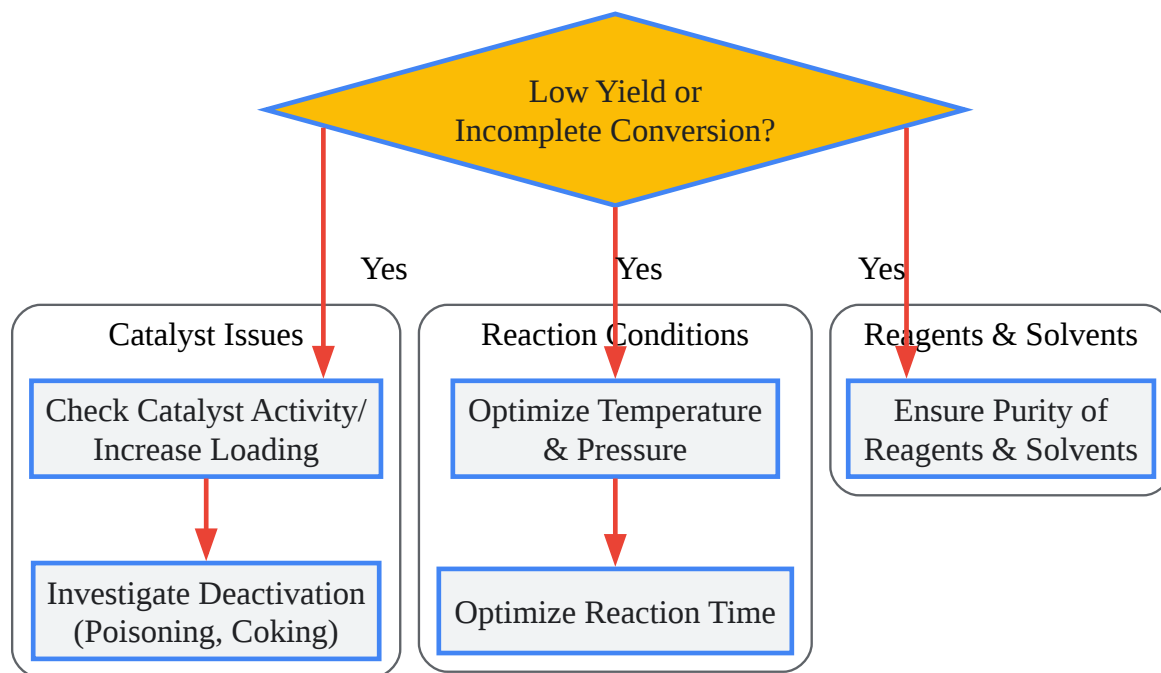 Low Yield or
Incomplete Conversion?
Yes
Yes
Yes
Catalyst Issues
Check Catalyst Activity/
Increase Loading
Investigate Deactivation
(Poisoning, Coking)
Reaction Conditions
Optimize Temperature
& Pressure
Optimize Reaction Time
Reagents & Solvents
Ensure Purity of
Reagents & Solvents